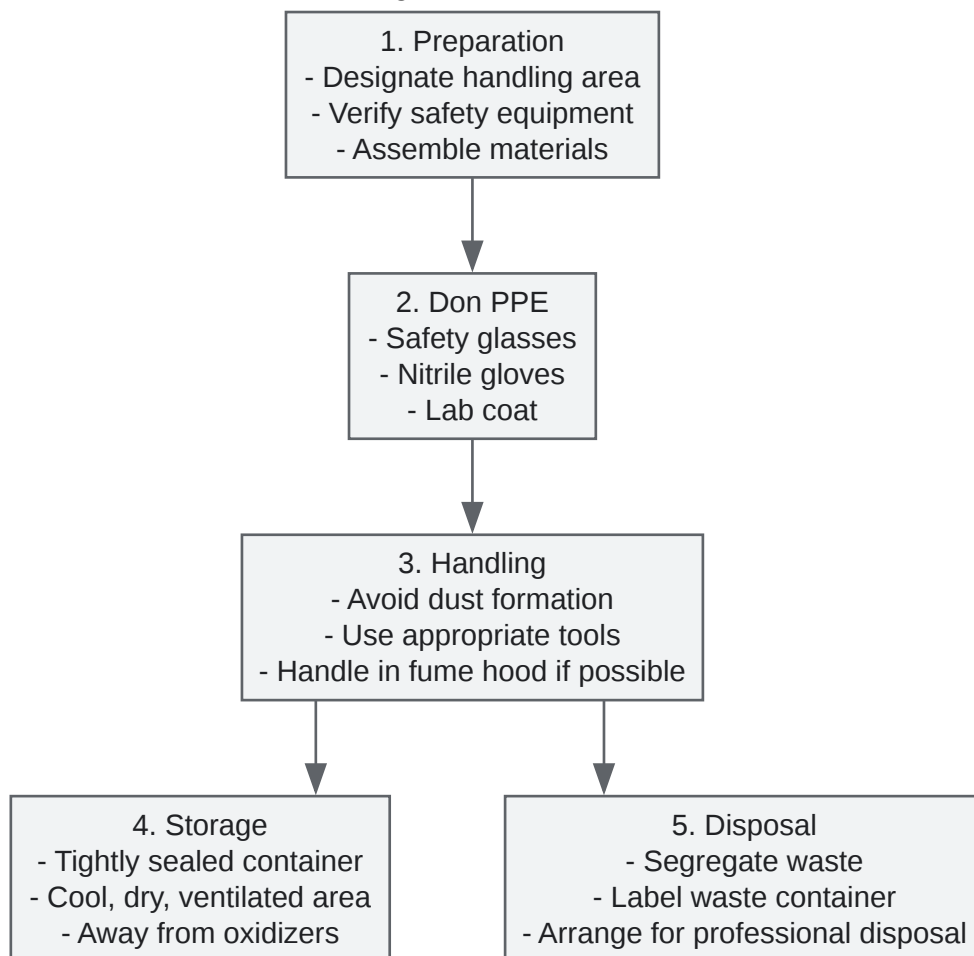 1. Preparation
- Designate handling area
- Verify safety equipment
- Assemble materials
2. Don PPE
- Safety glasses
- Nitrile gloves
- Lab coat
3. Handling
- Avoid dust formation
- Use appropriate tools
- Handle in fume hood if possible
4. Storage
- Tightly sealed container
- Cool, dry, ventilated area
- Away from oxidizers
5. Disposal
- Segregate waste
- Label waste container
- Arrange for professional disposal